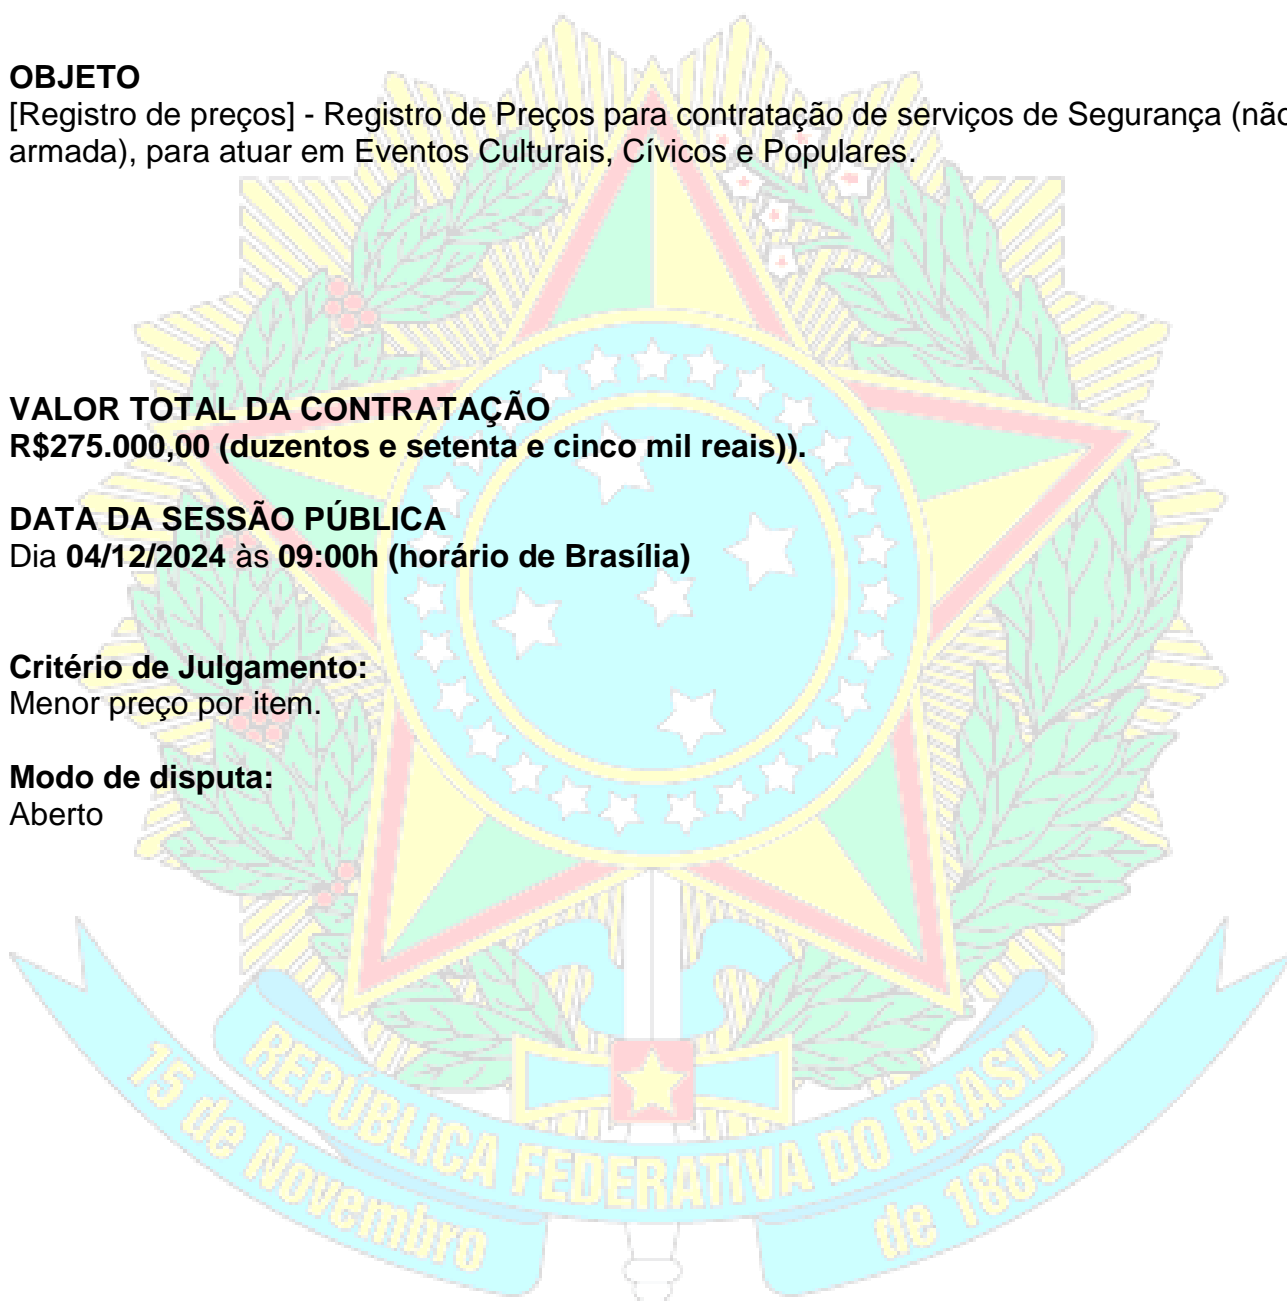 OBJETO
[Registro de preços] - Registro de Preços para contratação de serviços de Segurança (não
armada), para atuar em Eventos Culturais, Cívicos e Populares.
VALOR TOTAL DA CONTRATAÇÃO
R$275.000,00 (duzentos e setenta e cinco mil reais)).
DATA DA SESSÃO PÚBLICA
Dia 04/12/2024 às 09:00h (horário de Brasília)
Critério de Julgamento:
Menor preço por item.
Modo de disputa:
Aberto
REPÚBLICA FEDERATIVA DO BRASIL
15 de Novembro
de 1889